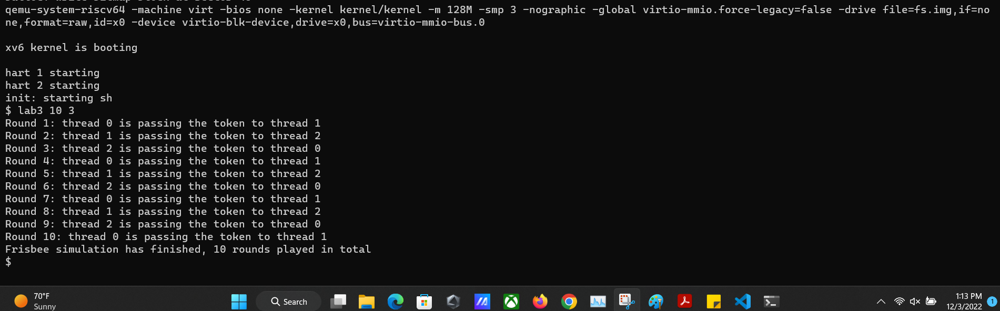 qemu-system-riscv64 -machine virt -bios none -kernel kernel/kernel -m 128M -smp 3 -nographic -global virtio-mmio.force-legacy=false -drive file=fs.img,if=no
ne,format=raw,id=x0 -device virtio-blk-device,drive=x0,bus=virtio-mmio-bus.0
xv6 kernel is booting
hart 1 starting
hart 2 starting
init: starting sh
$ lab3 10 3
Round 1: thread 0 is passing the token to thread 1
Round 2: thread 1 is passing the token to thread 2
Round 3: thread 2 is passing the token to thread 0
Round 4: thread 0 is passing the token to thread 1
Round 5: thread 1 is passing the token to thread 2
Round 6: thread 2 is passing the token to thread 0
Round 7: thread 0 is passing the token to thread 1
Round 8: thread 1 is passing the token to thread 2
Round 9: thread 2 is passing the token to thread 0
Round 10: thread 0 is passing the token to thread 1
Frisbee simulation has finished, 10 rounds played in total
$
70°F
Sunny
Search
1:13 PM
12/3/2022
1